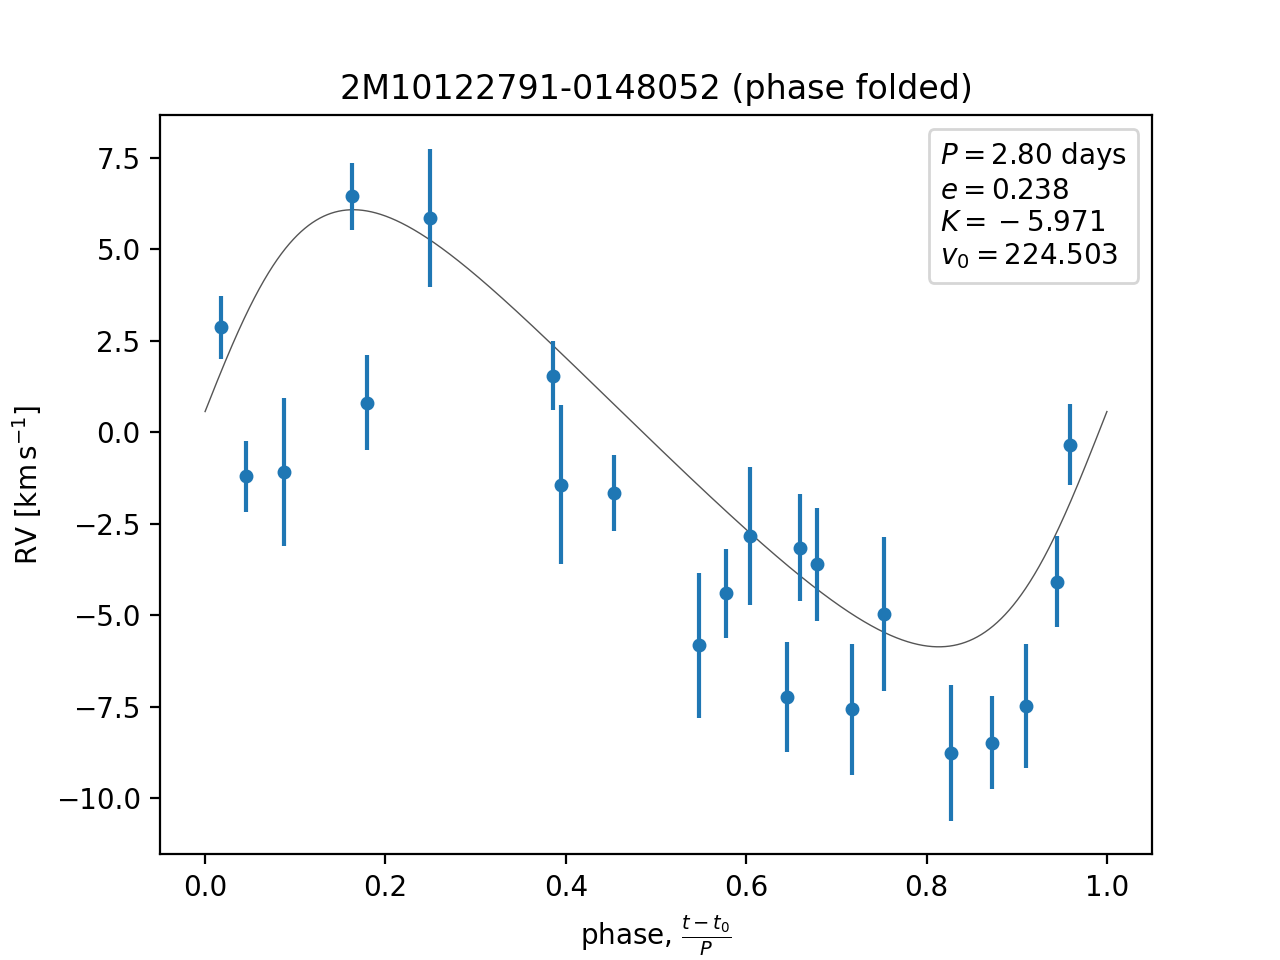 2M10122791-0148052 (phase folded)
P = 2.80 days
e = 0.238
K = −5.971
v₀ = 224.503
RV [km s⁻¹]
7.5
5.0
2.5
0.0
−2.5
−5.0
−7.5
−10.0
0.0 0.2 0.4 0.6 0.8 1.0
phase, (t − t₀)/P